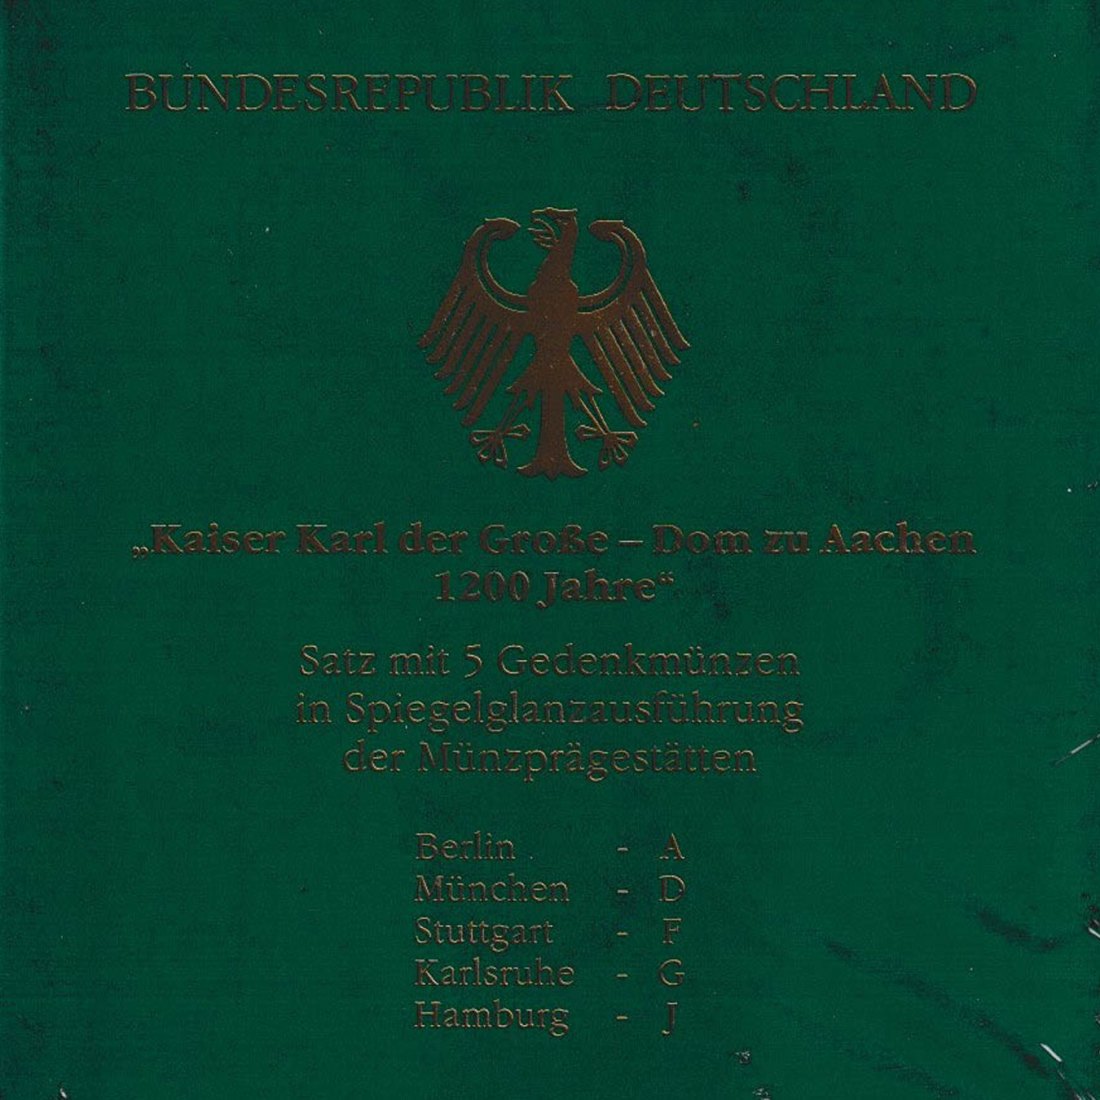 BUNDESREPUBLIK DEUTSCHLAND
„Kaiser Karl der Große – Dom zu Aachen
1200 Jahre“
Satz mit 5 Gedenkmünzen
in Spiegelglanzausführung
der Münzprägestätten
Berlin - A
München - D
Stuttgart - F
Karlsruhe - G
Hamburg - J